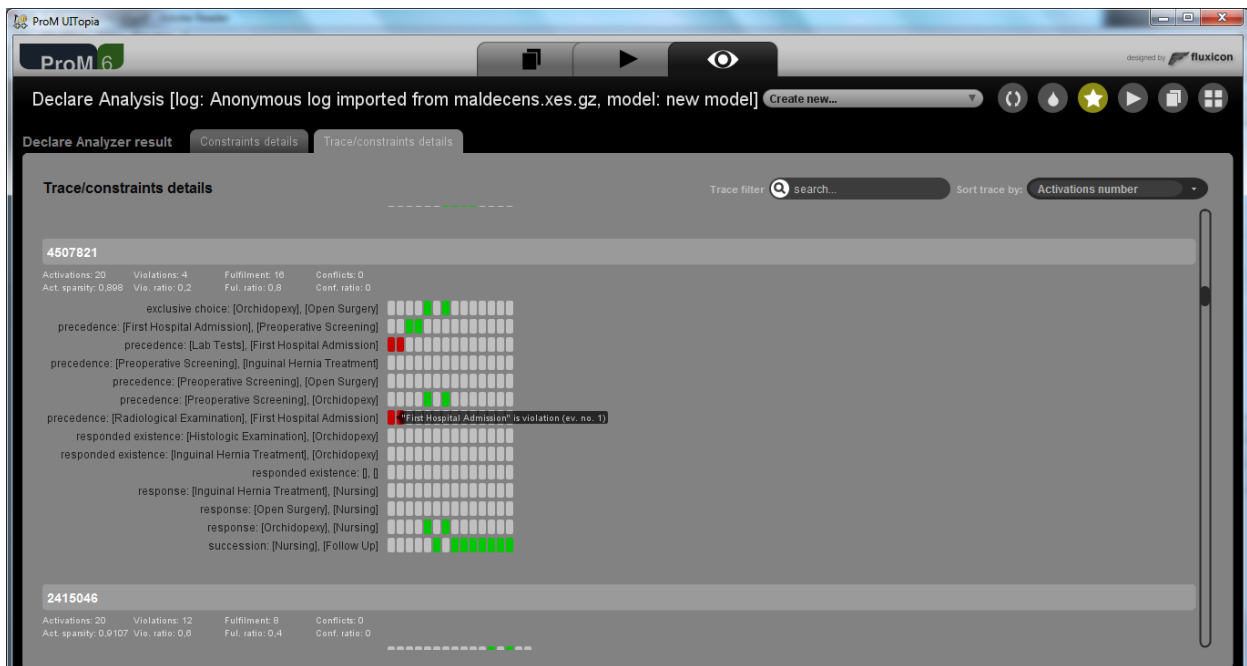 ProM UITopia
ProM 6
designed by fluxicon
Declare Analysis [log: Anonymous log imported from maldecens.xes.gz, model: new model] Create new...
Declare Analyzer result Constraints details Trace/constraints details
Trace/constraints details Trace filter search... Sort trace by: Activations number
4507821
Activations: 20 Violations: 4 Fulfilment: 16 Conflicts: 0
Act. sparsity: 0,898 Vio. ratio: 0,2 Ful. ratio: 0,8 Conf. ratio: 0
exclusive choice: [Orchidopexy], [Open Surgery]
precedence: [First Hospital Admission], [Preoperative Screening]
precedence: [Lab Tests], [First Hospital Admission]
precedence: [Preoperative Screening], [Inguinal Hernia Treatment]
precedence: [Preoperative Screening], [Open Surgery]
precedence: [Preoperative Screening], [Orchidopexy]
precedence: [Radiological Examination], [First Hospital Admission] "First Hospital Admission" is violation (ev. no. 1)
responded existence: [Histologic Examination], [Orchidopexy]
responded existence: [Inguinal Hernia Treatment], [Orchidopexy]
responded existence: [], []
response: [Inguinal Hernia Treatment], [Nursing]
response: [Open Surgery], [Nursing]
response: [Orchidopexy], [Nursing]
succession: [Nursing], [Follow Up]
2415046
Activations: 20 Violations: 12 Fulfilment: 8 Conflicts: 0
Act. sparsity: 0,9107 Vio. ratio: 0,6 Ful. ratio: 0,4 Conf. ratio: 0